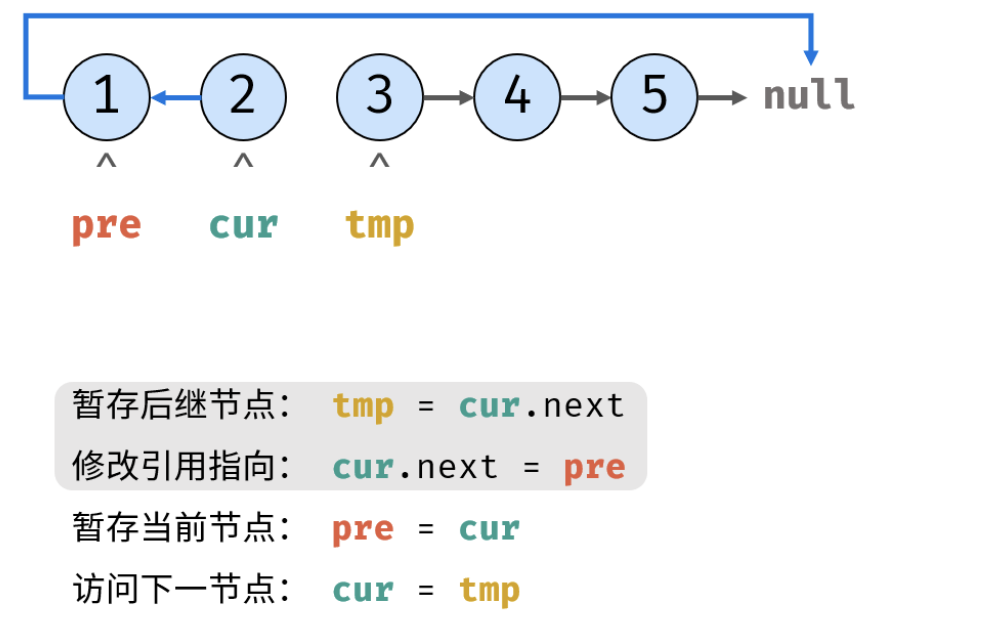 1 2 3 4 5 null
^ ^ ^
pre cur tmp
暂存后继节点： tmp = cur.next
修改引用指向： cur.next = pre
暂存当前节点： pre = cur
访问下一节点： cur = tmp